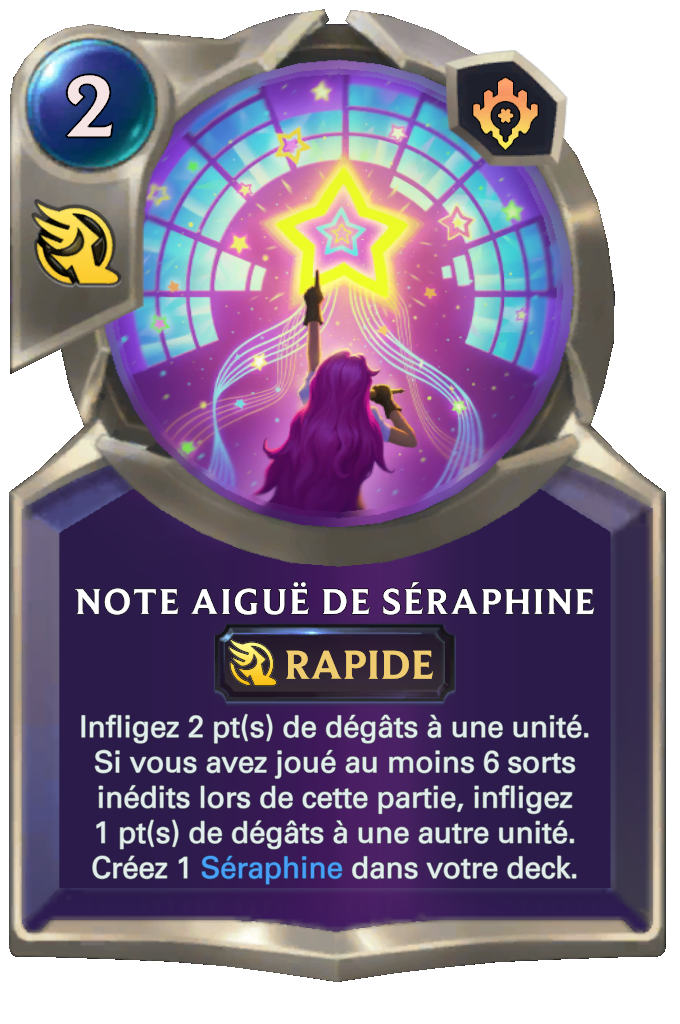 2
NOTE AIGUË DE SÉRAPHINE
RAPIDE
Infligez 2 pt(s) de dégâts à une unité.
Si vous avez joué au moins 6 sorts
inédits lors de cette partie, infligez
1 pt(s) de dégâts à une autre unité.
Créez 1 Séraphine dans votre deck.